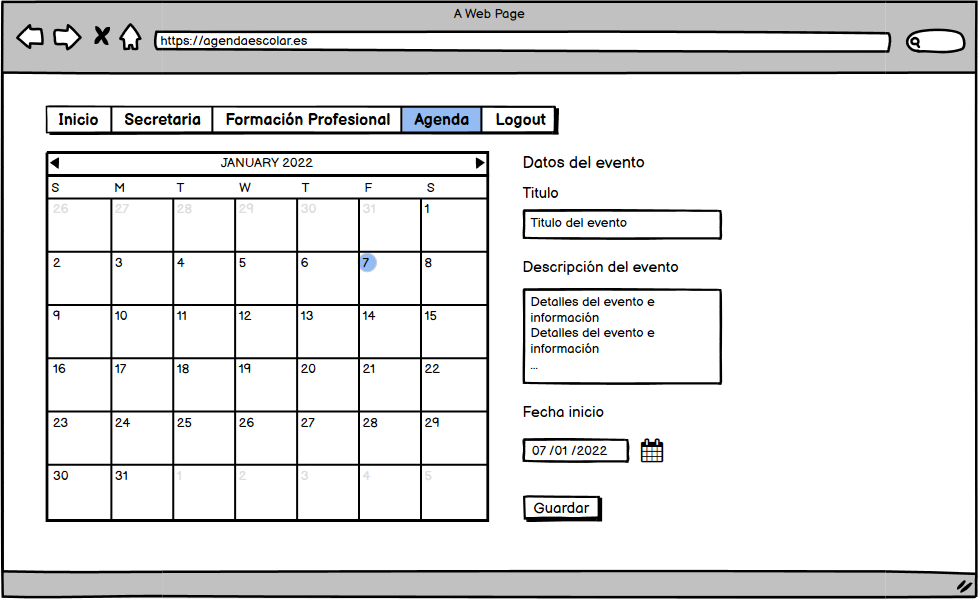 A Web Page
https://agendaescolar.es
Inicio Secretaria Formación Profesional Agenda Logout
JANUARY 2022
S M T W T F S
26 27 28 29 30 31 1
2 3 4 5 6 7 8
9 10 11 12 13 14 15
16 17 18 19 20 21 22
23 24 25 26 27 28 29
30 31 1 2 3 4 5
Datos del evento
Titulo
Titulo del evento
Descripción del evento
Detalles del evento e
información
Detalles del evento e
información
...
Fecha inicio
07 /01 /2022
Guardar